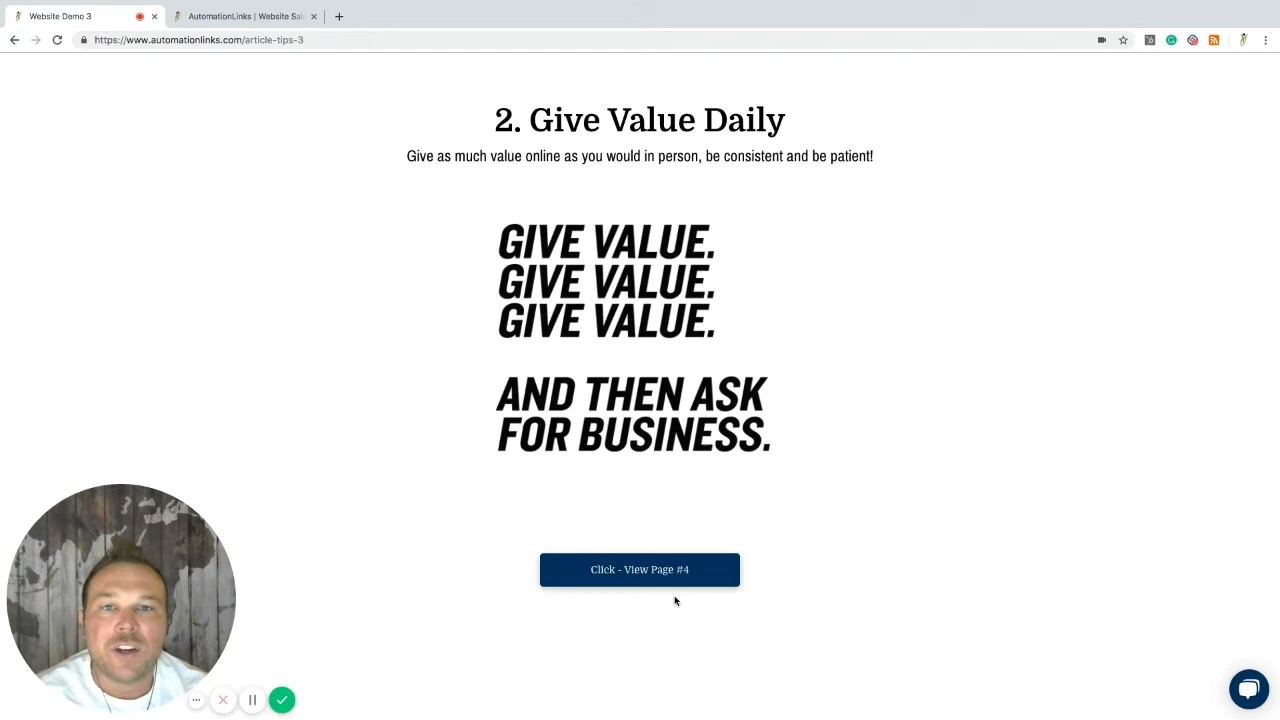 Website Demo 3
AutomationLinks | Website Sal
https://www.automationlinks.com/article-tips-3
2. Give Value Daily
Give as much value online as you would in person, be consistent and be patient!
GIVE VALUE.
GIVE VALUE.
GIVE VALUE.
AND THEN ASK
FOR BUSINESS.
Click - View Page #4